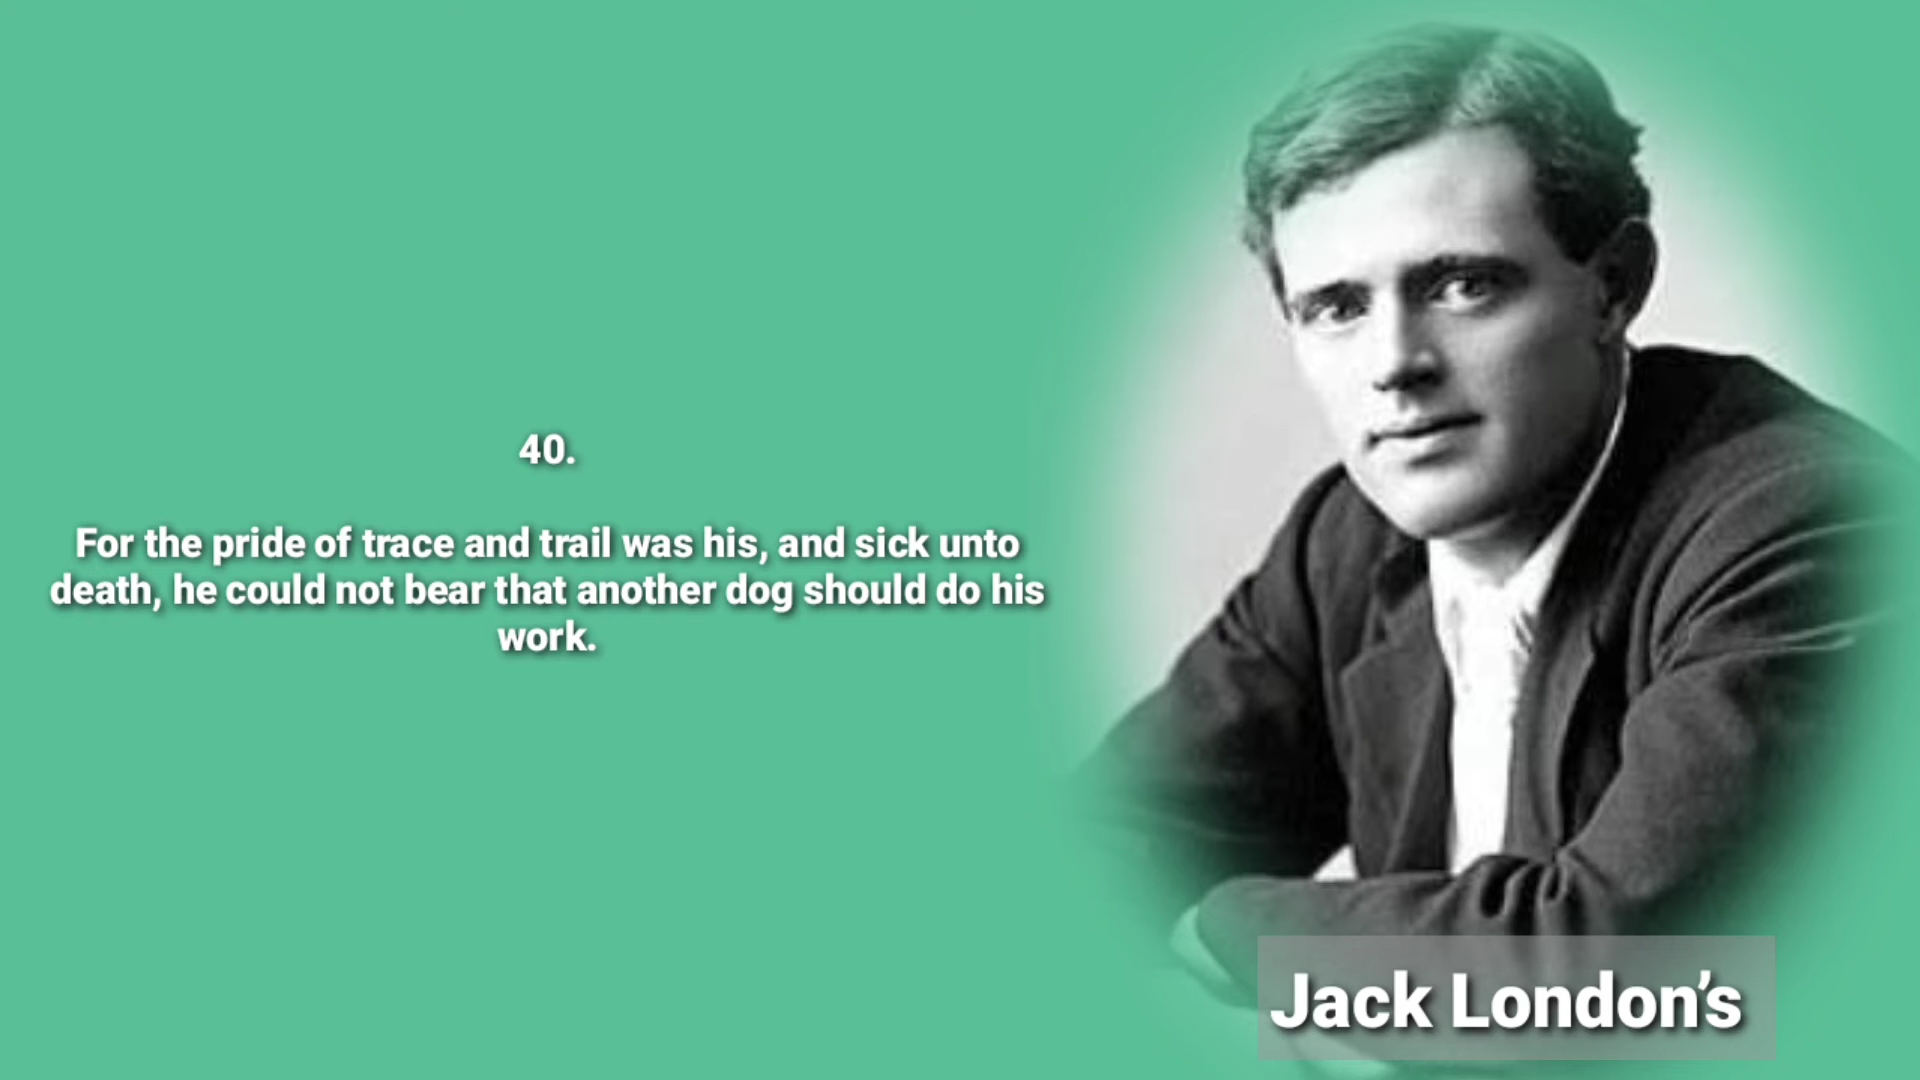 40.
For the pride of trace and trail was his, and sick unto
death, he could not bear that another dog should do his
work.
Jack London’s